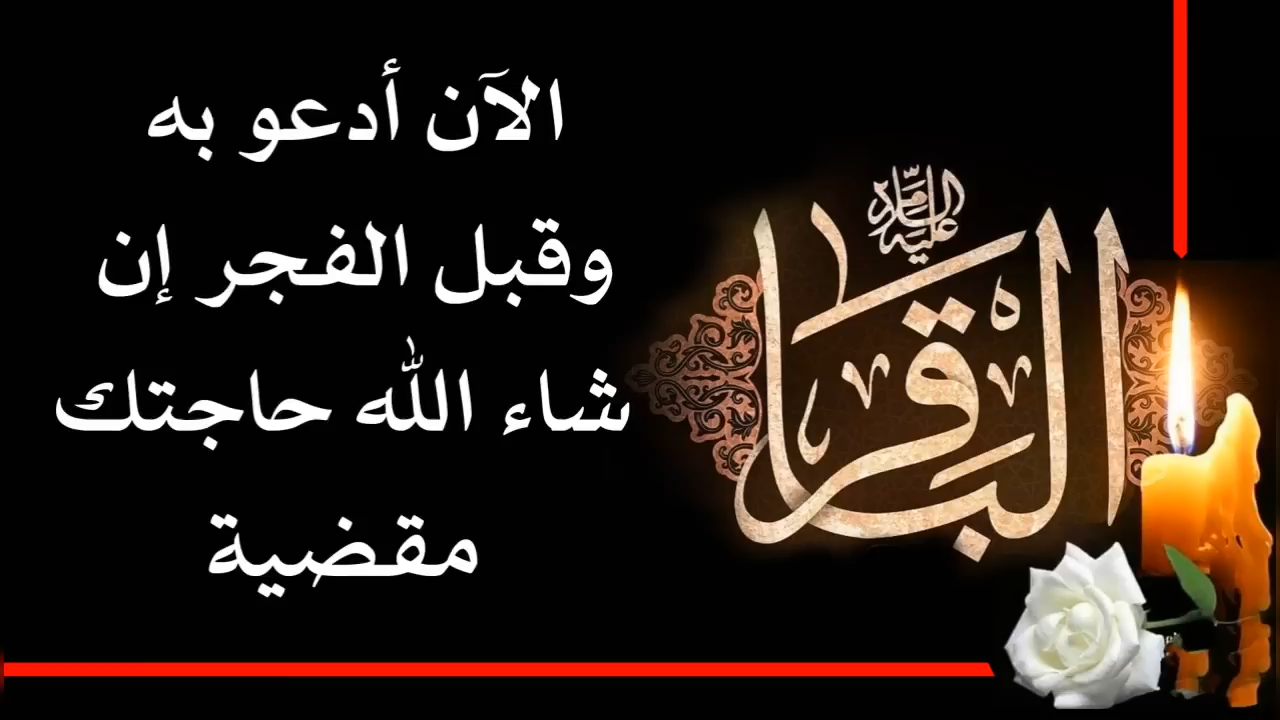 الآن أدعو به
وقبل الفجر إن
شاء الله حاجتك
مقضية
عليه السلام
الباقر